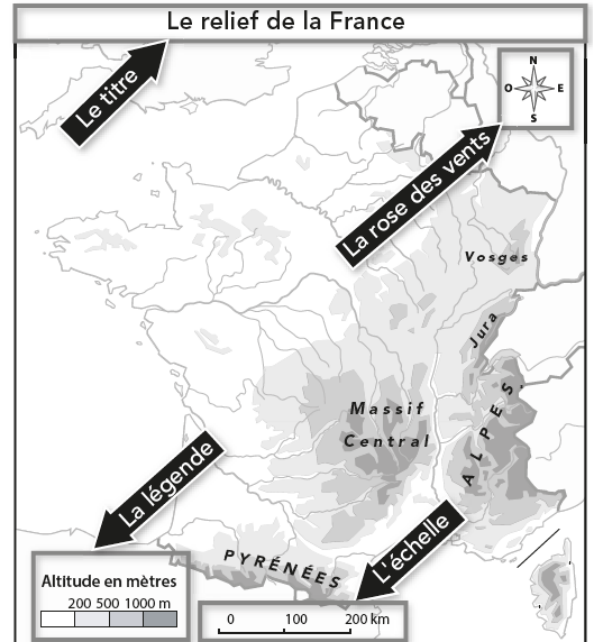 Le relief de la France
Le titre
N
O E
S
La rose des vents
Vosges
Jura
Massif
Central
ALPES
La légende
L'échelle
PYRÉNÉES
Altitude en mètres
200 500 1000 m
0 100 200 km